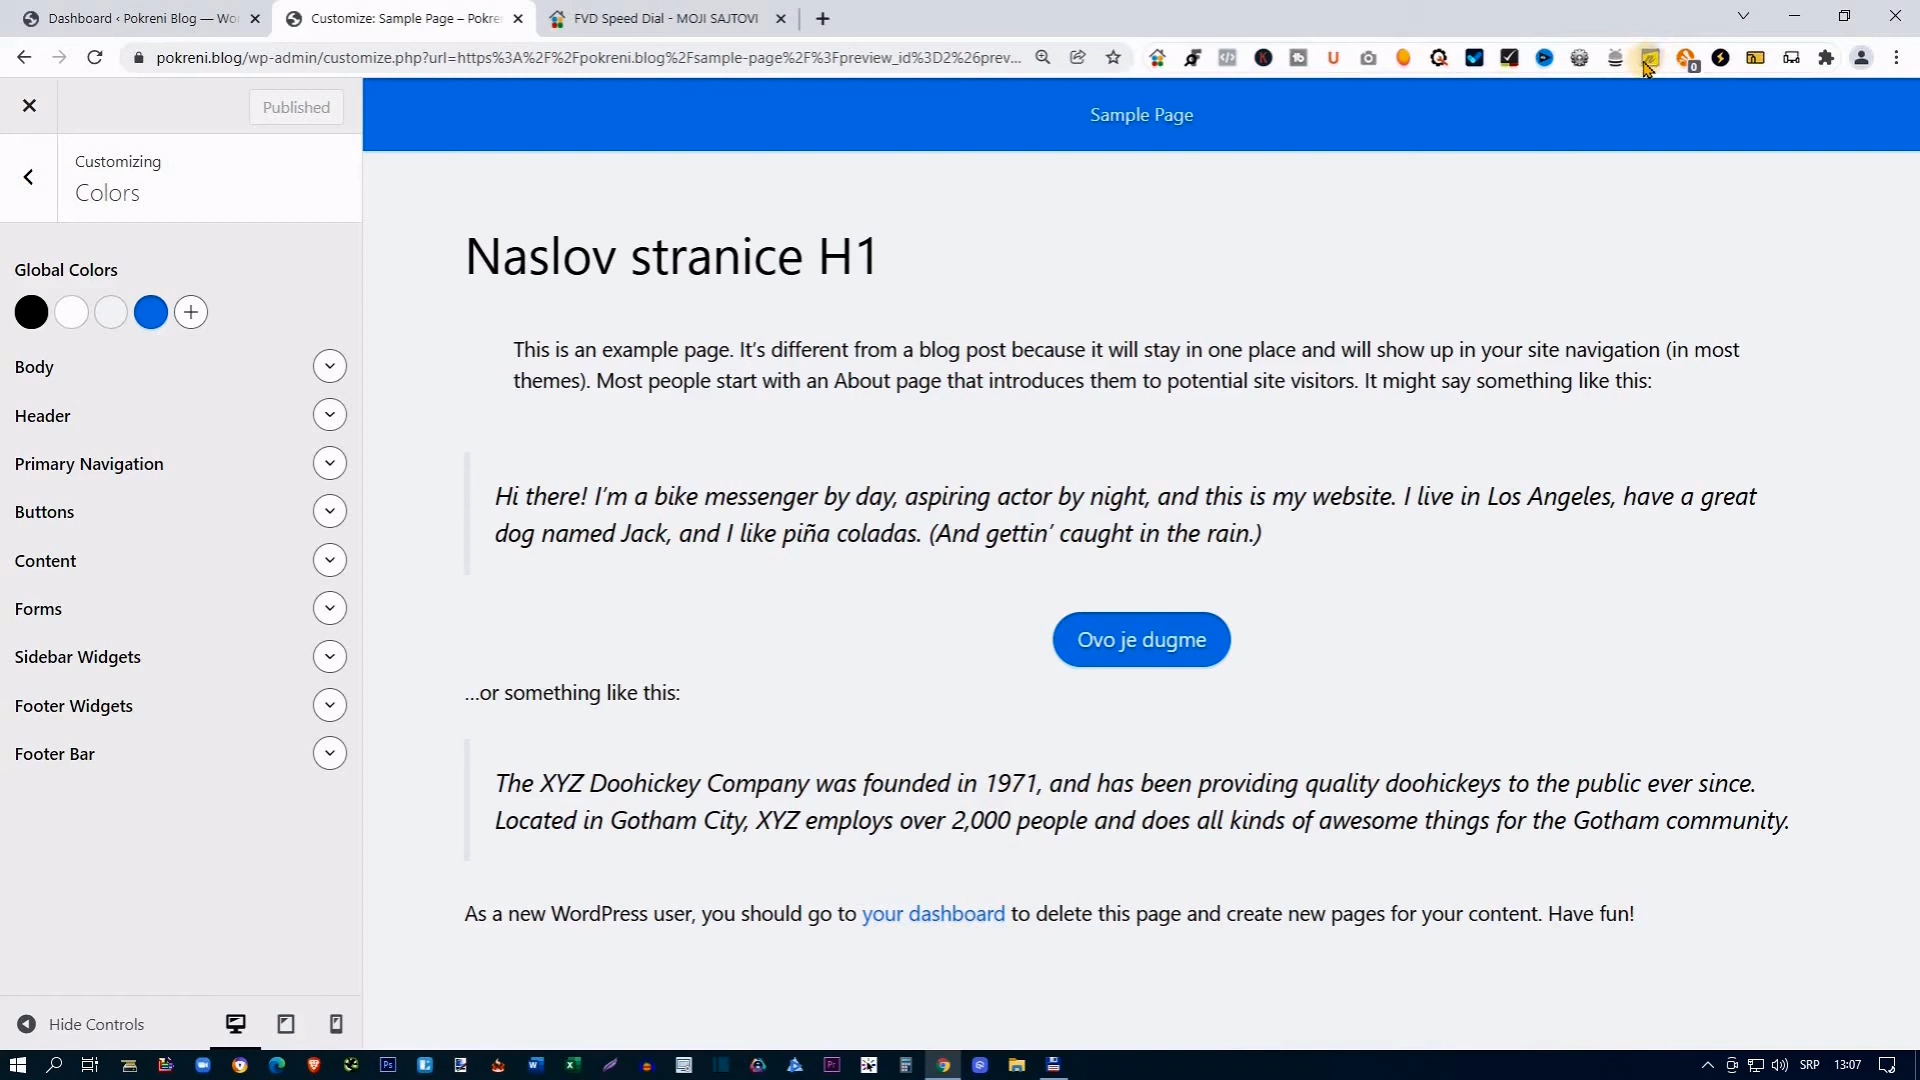 Dashboard ‹ Pokreni Blog — Wor
Customize: Sample Page – Pokre
FVD Speed Dial - MOJI SAJTOVI
pokreni.blog/wp-admin/customize.php?url=https%3A%2F%2Fpokreni.blog%2Fsample-page%2F%3Fpreview_id%3D2%26prev...
Published
Customizing
Colors
Global Colors
Body
Header
Primary Navigation
Buttons
Content
Forms
Sidebar Widgets
Footer Widgets
Footer Bar
Hide Controls
Sample Page
Naslov stranice H1
This is an example page. It’s different from a blog post because it will stay in one place and will show up in your site navigation (in most
themes). Most people start with an About page that introduces them to potential site visitors. It might say something like this:
Hi there! I’m a bike messenger by day, aspiring actor by night, and this is my website. I live in Los Angeles, have a great
dog named Jack, and I like piña coladas. (And gettin’ caught in the rain.)
Ovo je dugme
…or something like this:
The XYZ Doohickey Company was founded in 1971, and has been providing quality doohickeys to the public ever since.
Located in Gotham City, XYZ employs over 2,000 people and does all kinds of awesome things for the Gotham community.
As a new WordPress user, you should go to your dashboard to delete this page and create new pages for your content. Have fun!
SRP
13:07